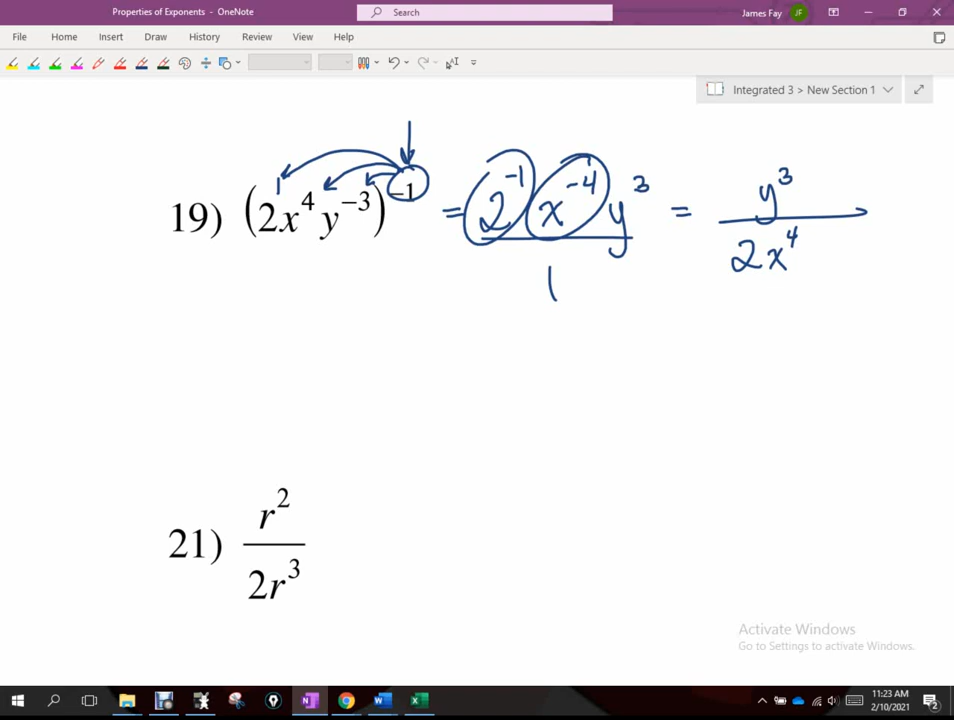 Properties of Exponents - OneNote
Search
James Fay JF
File Home Insert Draw History Review View Help
Integrated 3 > New Section 1
19) (2x⁴y⁻³)⁻¹ = 2⁻¹x⁻⁴y³/1 = y³/2x⁴
1
21) r²/2r³
Activate Windows
Go to Settings to activate Windows.
11:23 AM
2/10/2021
2